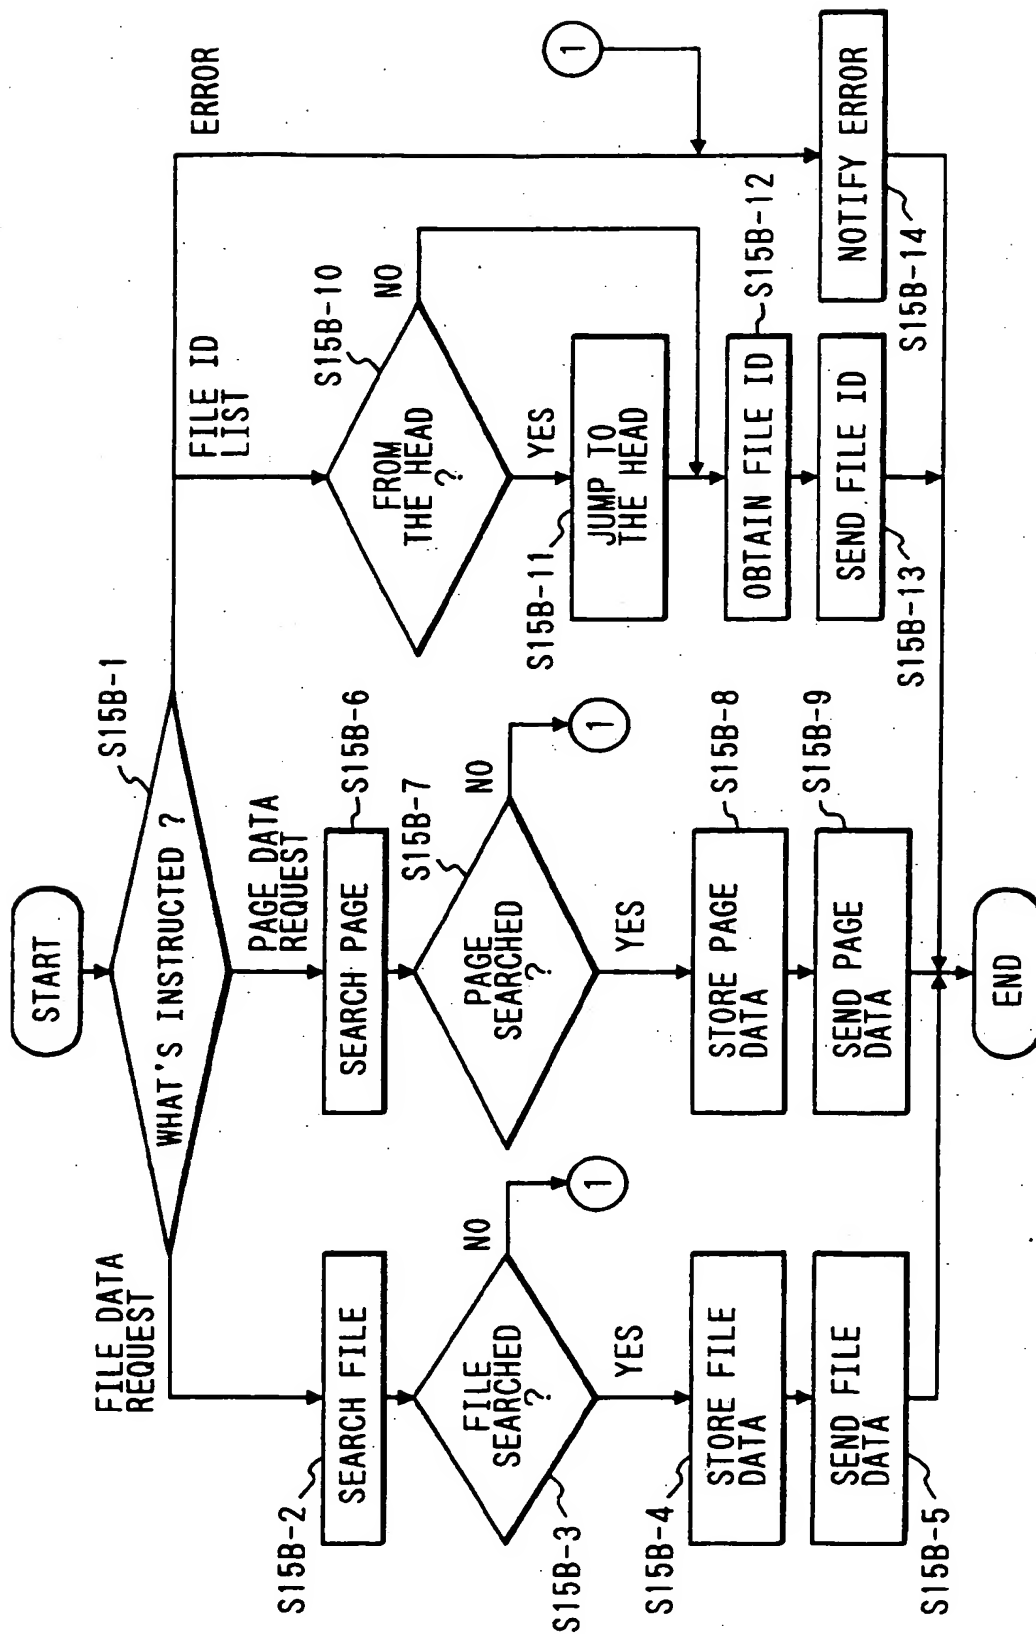 START
WHAT'S INSTRUCTED ?
S15B-1
FILE DATA
REQUEST
SEARCH FILE
S15B-2
FILE
SEARCHED
?
S15B-3
NO
1
YES
STORE FILE
DATA
S15B-4
SEND FILE
DATA
S15B-5
PAGE DATA
REQUEST
SEARCH PAGE
S15B-6
PAGE
SEARCHED
?
S15B-7
NO
1
YES
STORE PAGE
DATA
S15B-8
SEND PAGE
DATA
S15B-9
FILE ID
LIST
FROM
THE HEAD
?
S15B-10
NO
YES
JUMP TO
THE HEAD
S15B-11
OBTAIN FILE ID
S15B-12
SEND FILE ID
S15B-13
ERROR
1
NOTIFY ERROR
S15B-14
END